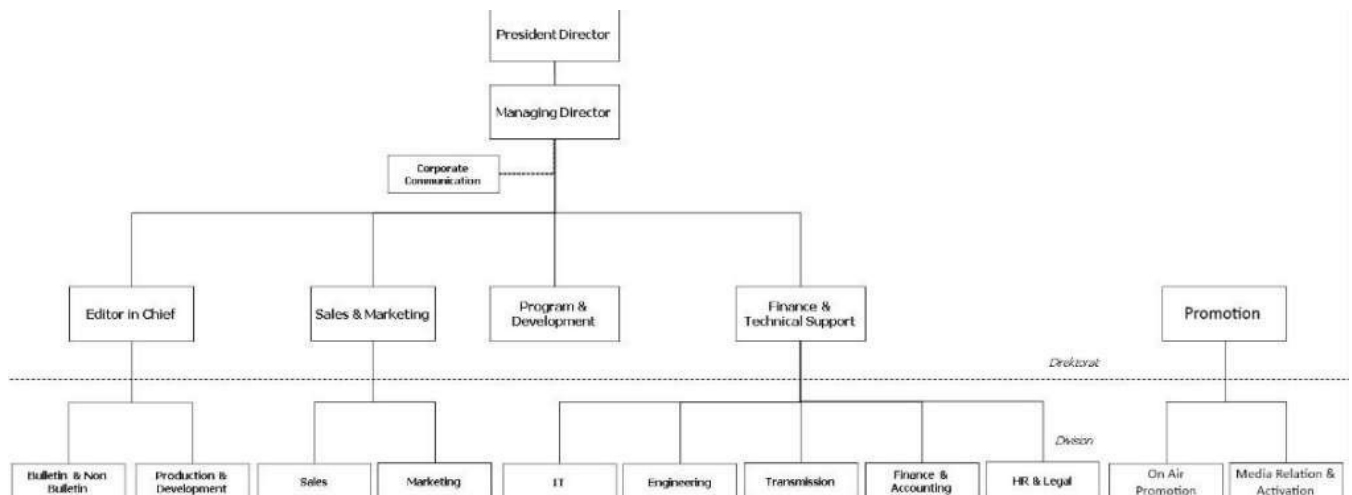 President Director
Managing Director
Corporate
Communication
Editor in Chief
Sales & Marketing
Program &
Development
Finance &
Technical Support
Promotion
Direktorat
Division
Bulletin & Non
Bulletin
Production &
Development
Sales
Marketing
IT
Engineering
Transmission
Finance &
Accounting
HR & Legal
On Air
Promotion
Media Relation &
Activation